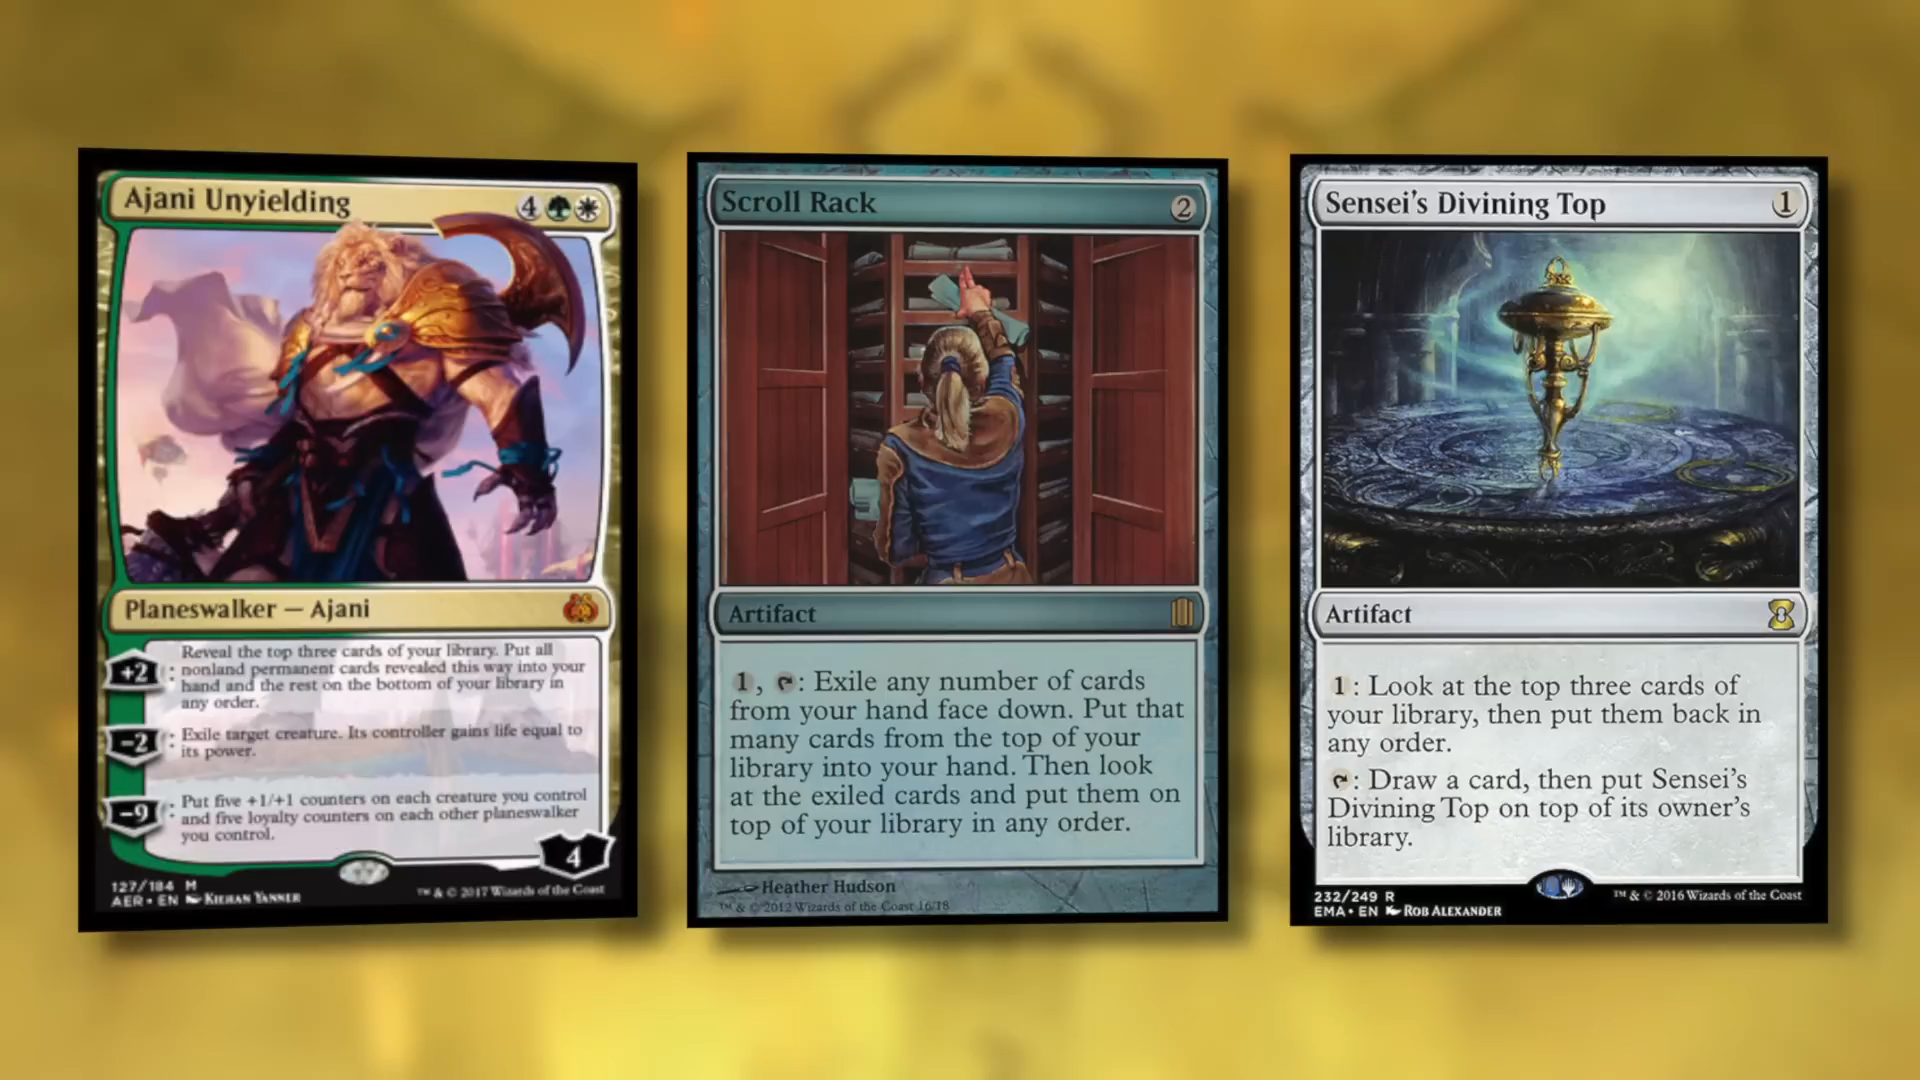 Ajani Unyielding
4
Planeswalker — Ajani
+2
: Reveal the top three cards of your library. Put all
nonland permanent cards revealed this way into your
hand and the rest on the bottom of your library in
any order.
-2
: Exile target creature. Its controller gains life equal to
its power.
-9
: Put five +1/+1 counters on each creature you control
and five loyalty counters on each other planeswalker
you control.
4
127/184 M
AER • EN KIERAN YANNER
™ & © 2017 Wizards of the Coast
Scroll Rack
2
Artifact
1, : Exile any number of cards
from your hand face down. Put that
many cards from the top of your
library into your hand. Then look
at the exiled cards and put them on
top of your library in any order.
Heather Hudson
™ & © 2012 Wizards of the Coast 16/18
Sensei's Divining Top
1
Artifact
1: Look at the top three cards of
your library, then put them back in
any order.
: Draw a card, then put Sensei's
Divining Top on top of its owner's
library.
232/249 R
EMA • EN ROB ALEXANDER
™ & © 2016 Wizards of the Coast